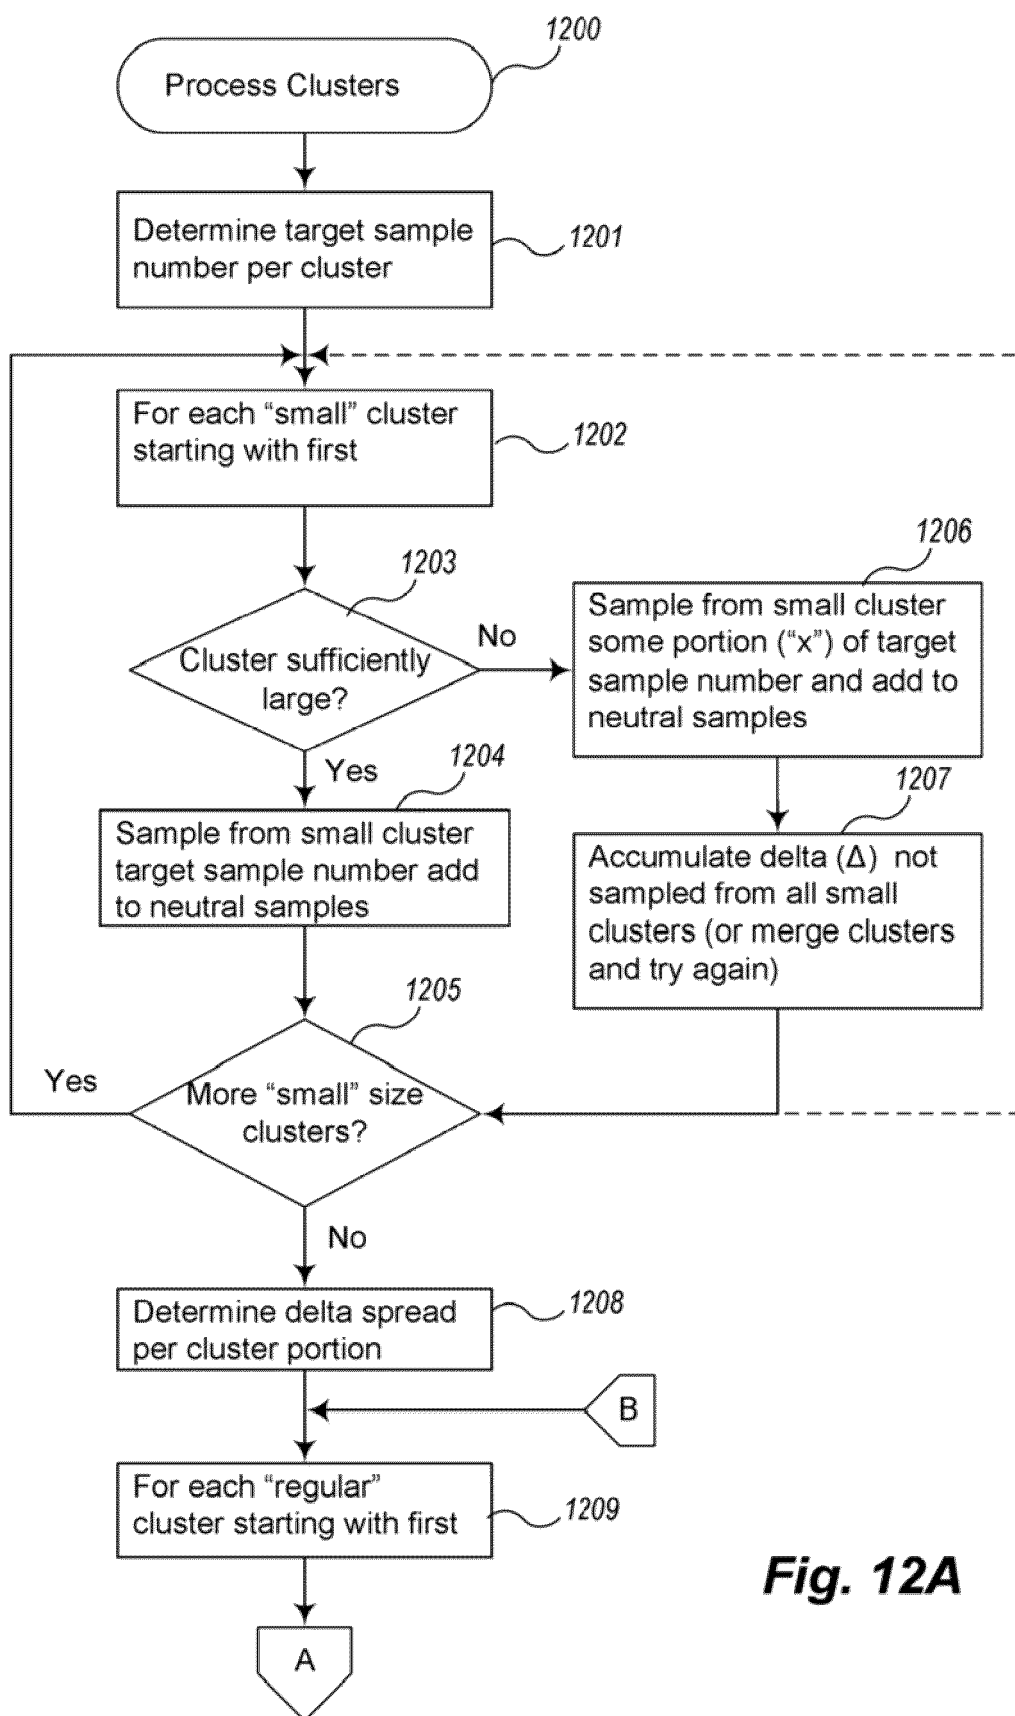 1200
Process Clusters
Determine target sample
number per cluster
1201
For each “small” cluster
starting with first
1202
1203
Cluster sufficiently
large?
No
Yes
1206
Sample from small cluster
some portion (“x”) of target
sample number and add to
neutral samples
1204
Sample from small cluster
target sample number add
to neutral samples
1207
Accumulate delta (Δ) not
sampled from all small
clusters (or merge clusters
and try again)
1205
More “small” size
clusters?
Yes
No
Determine delta spread
per cluster portion
1208
B
For each “regular”
cluster starting with first
1209
A
Fig. 12A